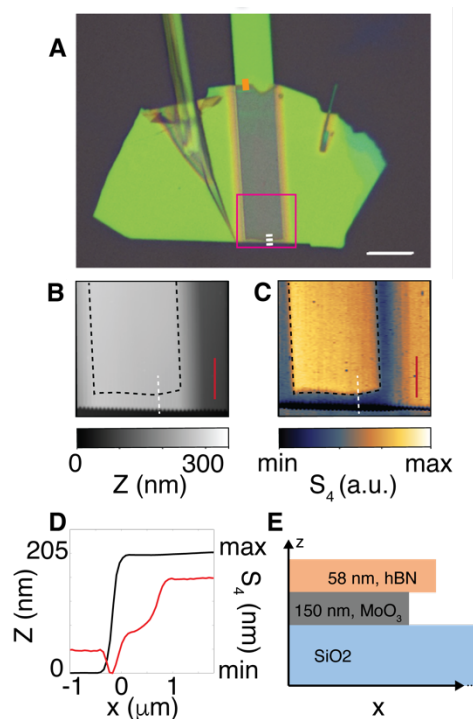 A
B
C
0 300
Z (nm)
min max
S₄ (a.u.)
D
205
Z (nm)
0
max
S₄ (nm)
min
-1 0 1
x (μm)
E
z
58 nm, hBN
150 nm, MoO₃
SiO2
x